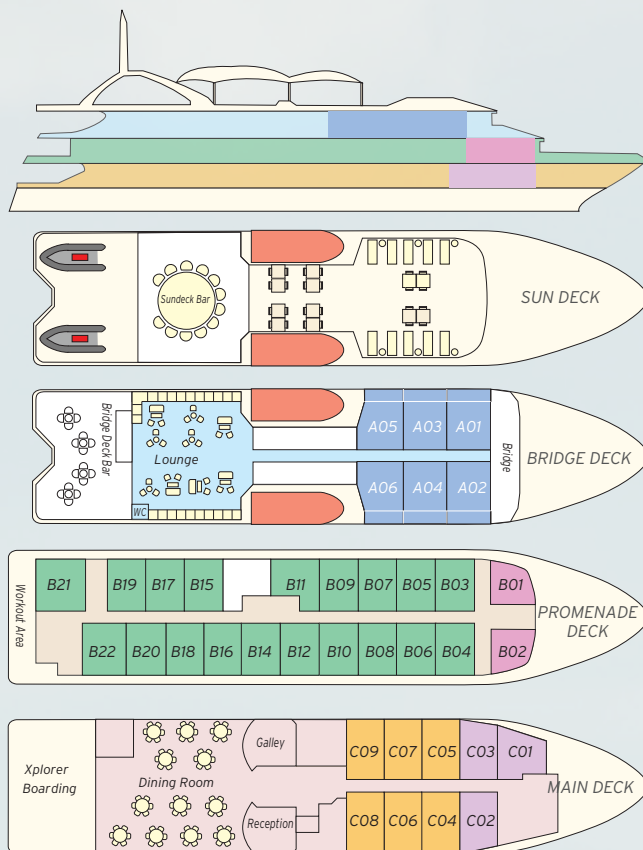 Sundeck Bar
SUN DECK
Bridge Deck Bar
Lounge
WC
A05 A03 A01
A06 A04 A02
Bridge
BRIDGE DECK
Workout Area
B21 B19 B17 B15 B11 B09 B07 B05 B03 B01
B22 B20 B18 B16 B14 B12 B10 B08 B06 B04 B02
PROMENADE
DECK
Xplorer
Boarding
Dining Room
Galley
Reception
C09 C07 C05 C03 C01
C08 C06 C04 C02
MAIN DECK